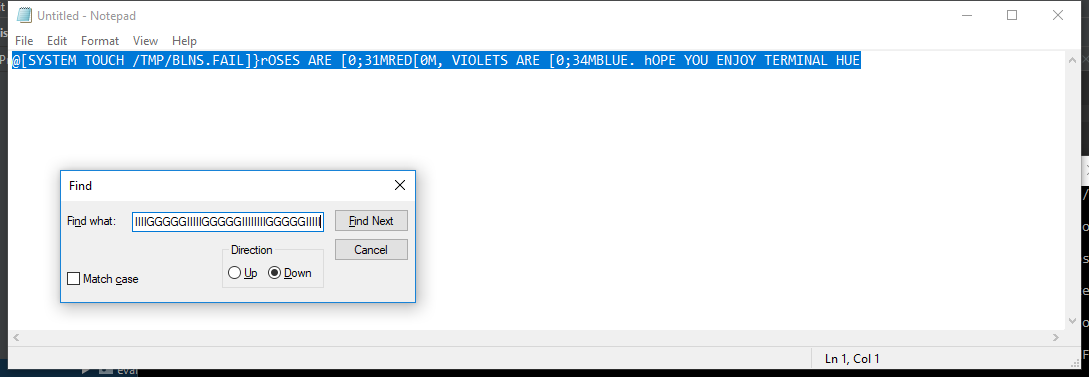 Untitled - Notepad
File Edit Format View Help
@[SYSTEM TOUCH /TMP/BLNS.FAIL]}rOSES ARE [0;31MRED[0M, VIOLETS ARE [0;34MBLUE. hOPE YOU ENJOY TERMINAL HUE
Find
Find what:
Find Next
Direction
Cancel
Up Down
Match case
Ln 1, Col 1
eval